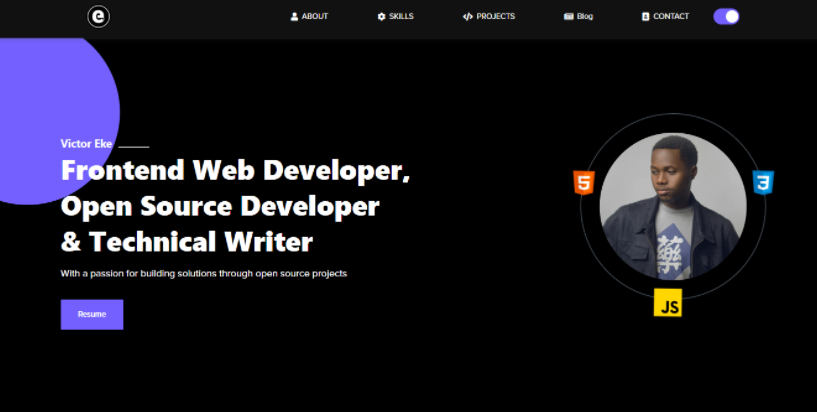 e
ABOUT
SKILLS
PROJECTS
Blog
CONTACT
Victor Eke
Frontend Web Developer,
Open Source Developer
& Technical Writer
With a passion for building solutions through open source projects
Resume
5
3
藥
JS